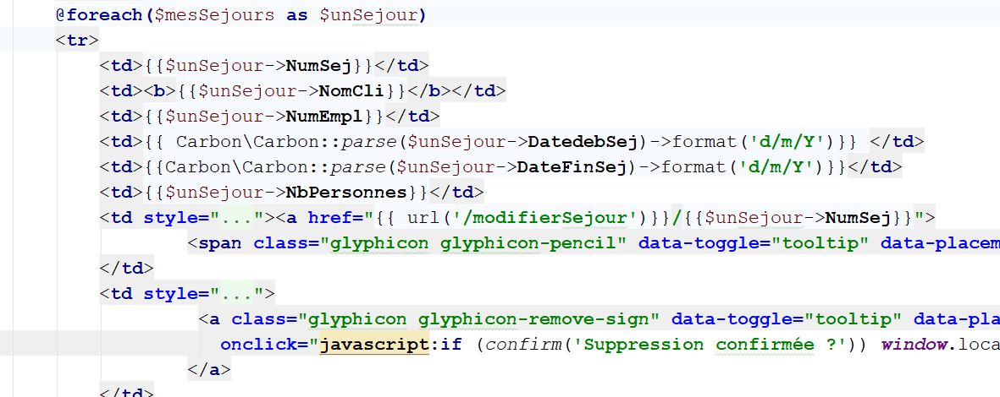 @foreach($mesSejours as $unSejour)
<tr>
<td>{{$unSejour->NumSej}}</td>
<td><b>{{$unSejour->NomCli}}</b></td>
<td>{{$unSejour->NumEmpl}}</td>
<td>{{ Carbon\Carbon::parse($unSejour->DatedebSej)->format('d/m/Y')}} </td>
<td>{{Carbon\Carbon::parse($unSejour->DateFinSej)->format('d/m/Y')}}</td>
<td>{{$unSejour->NbPersonnes}}</td>
<td style="..."><a href="{{ url('/modifierSejour')}}/{{$unSejour->NumSej}}">
<span class="glyphicon glyphicon-pencil" data-toggle="tooltip" data-placem
</td>
<td style="...">
<a class="glyphicon glyphicon-remove-sign" data-toggle="tooltip" data-pla
onclick="javascript:if (confirm('Suppression confirmée ?')) window.loca
</a>
</td>